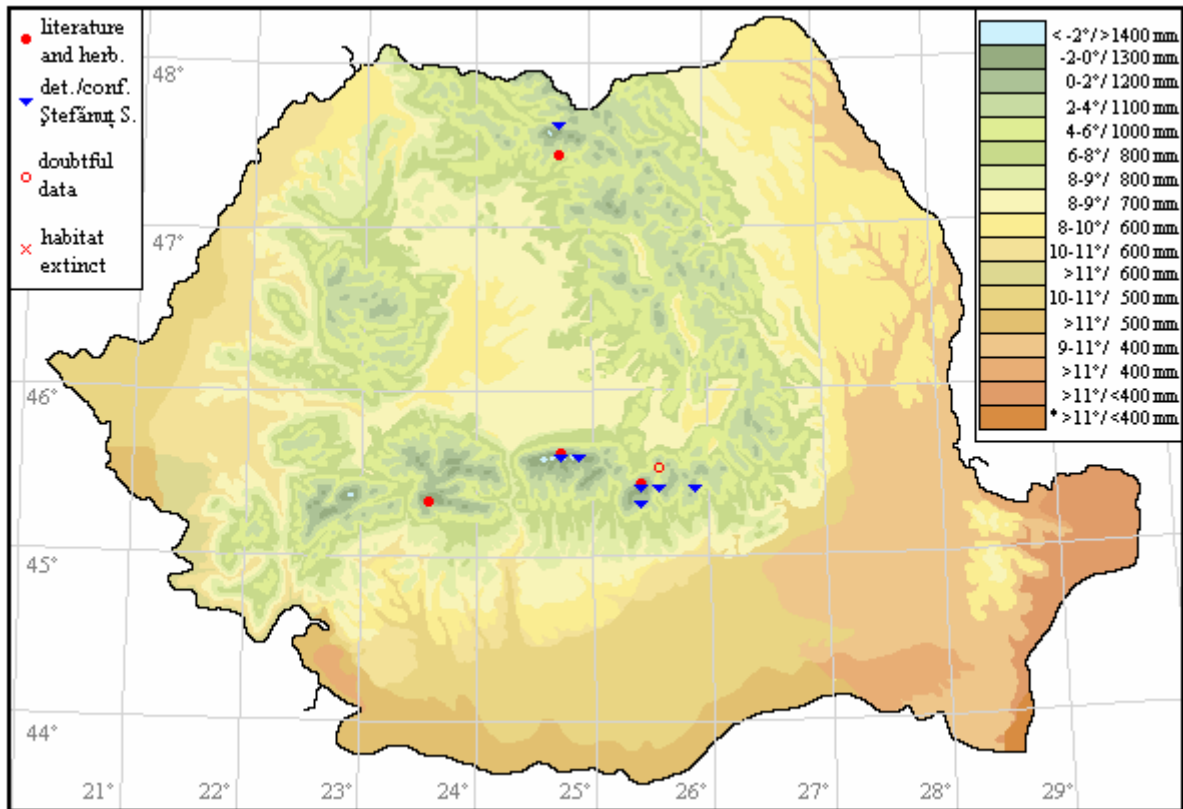 literature
and herb.
det./conf.
Ștefănuț S.
doubtful
data
habitat
extinct
< -2°/>1400 mm
-2-0°/ 1300 mm
0-2°/ 1200 mm
2-4°/ 1100 mm
4-6°/ 1000 mm
6-8°/ 800 mm
8-9°/ 800 mm
8-9°/ 700 mm
8-10°/ 600 mm
10-11°/ 600 mm
>11°/ 600 mm
10-11°/ 500 mm
>11°/ 500 mm
9-11°/ 400 mm
>11°/ 400 mm
>11°/<400 mm
* >11°/<400 mm
48°
47°
46°
45°
44°
21°
22°
23°
24°
25°
26°
27°
28°
29°